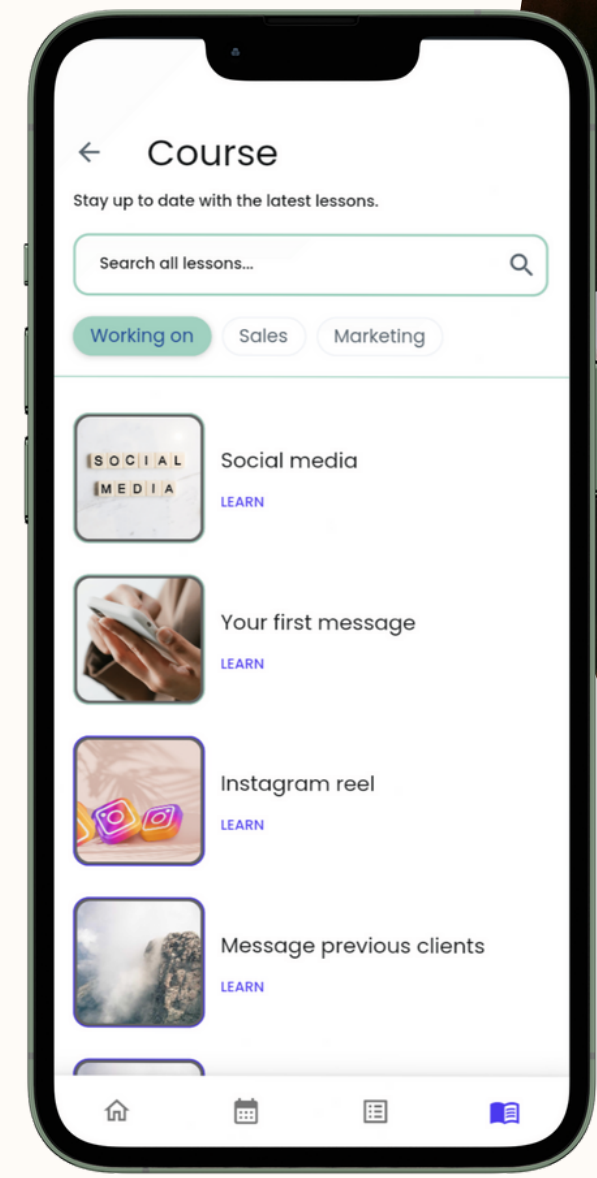 Course
Stay up to date with the latest lessons.
Search all lessons...
Working on
Sales
Marketing
SOCIAL
MEDIA
Social media
LEARN
Your first message
LEARN
Instagram reel
LEARN
Message previous clients
LEARN